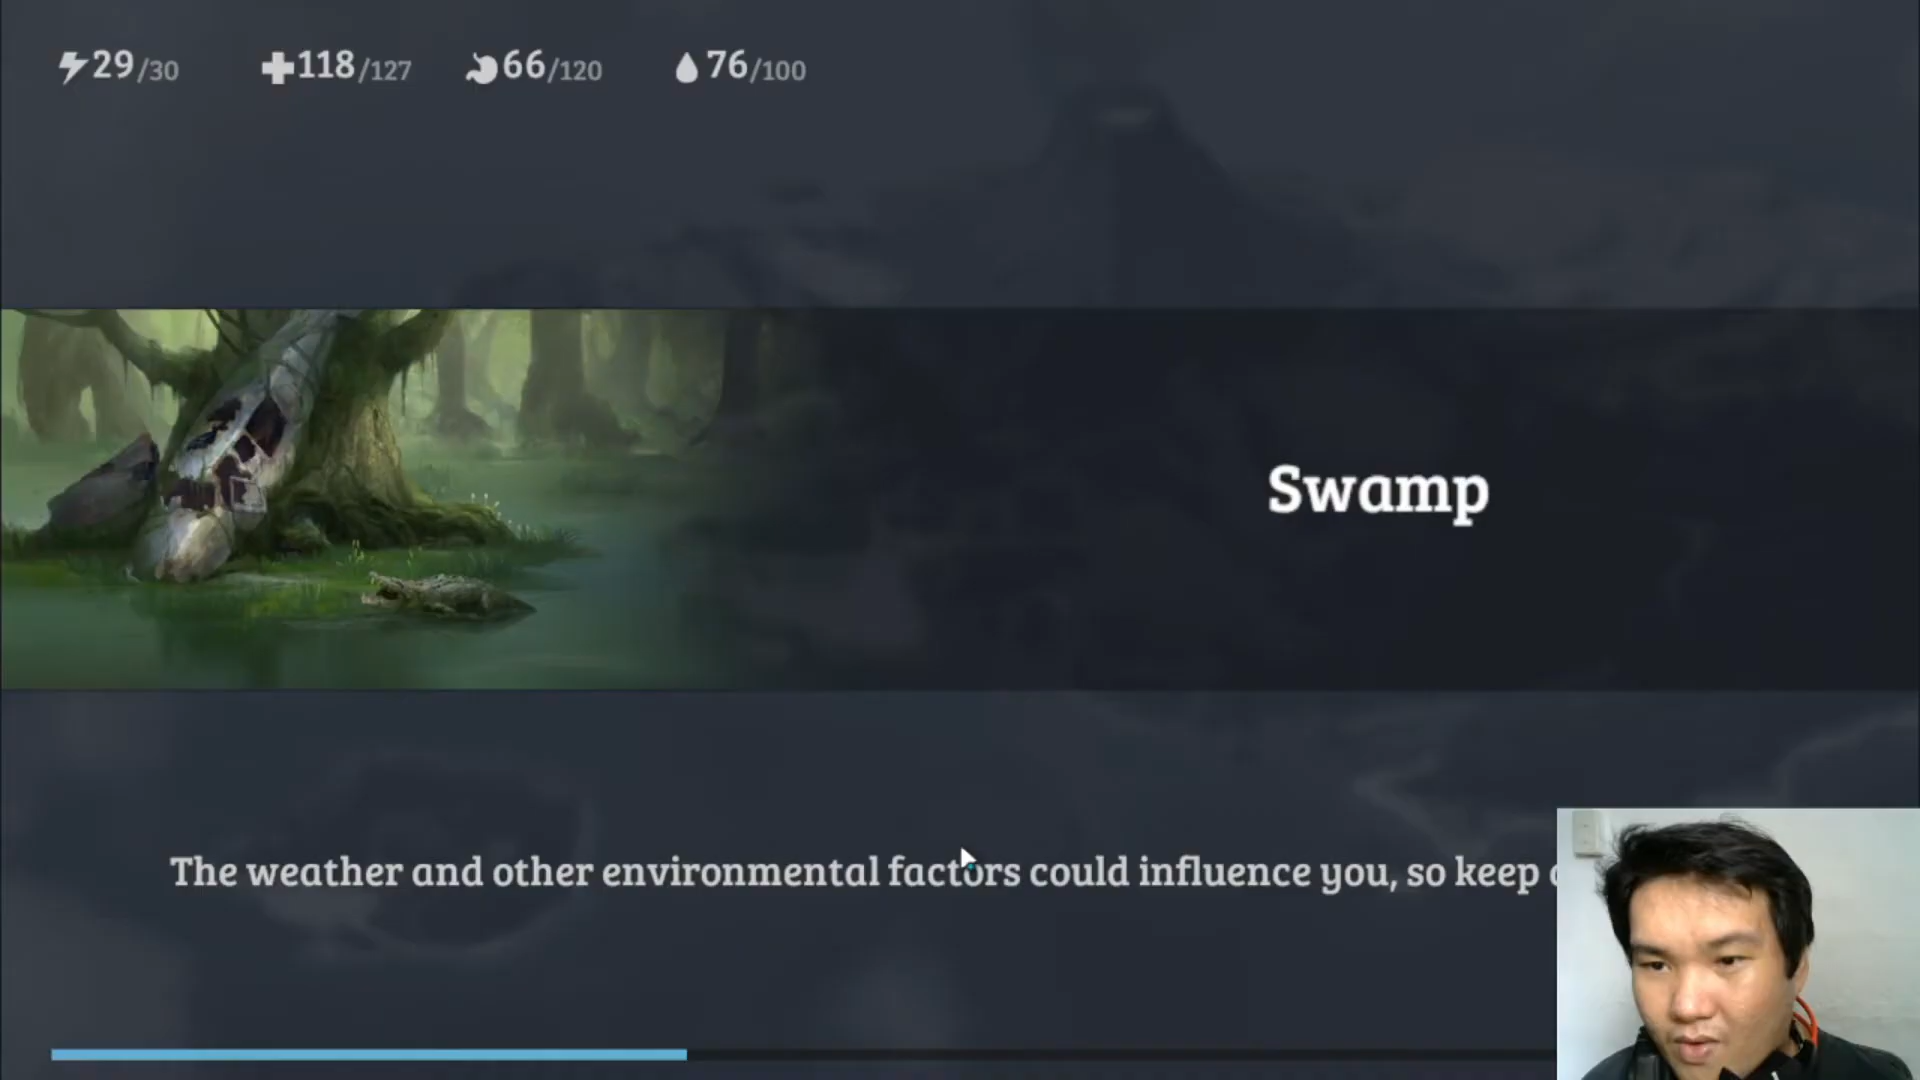 29/30 118/127 66/120 76/100
Swamp
The weather and other environmental factors could influence you, so keep